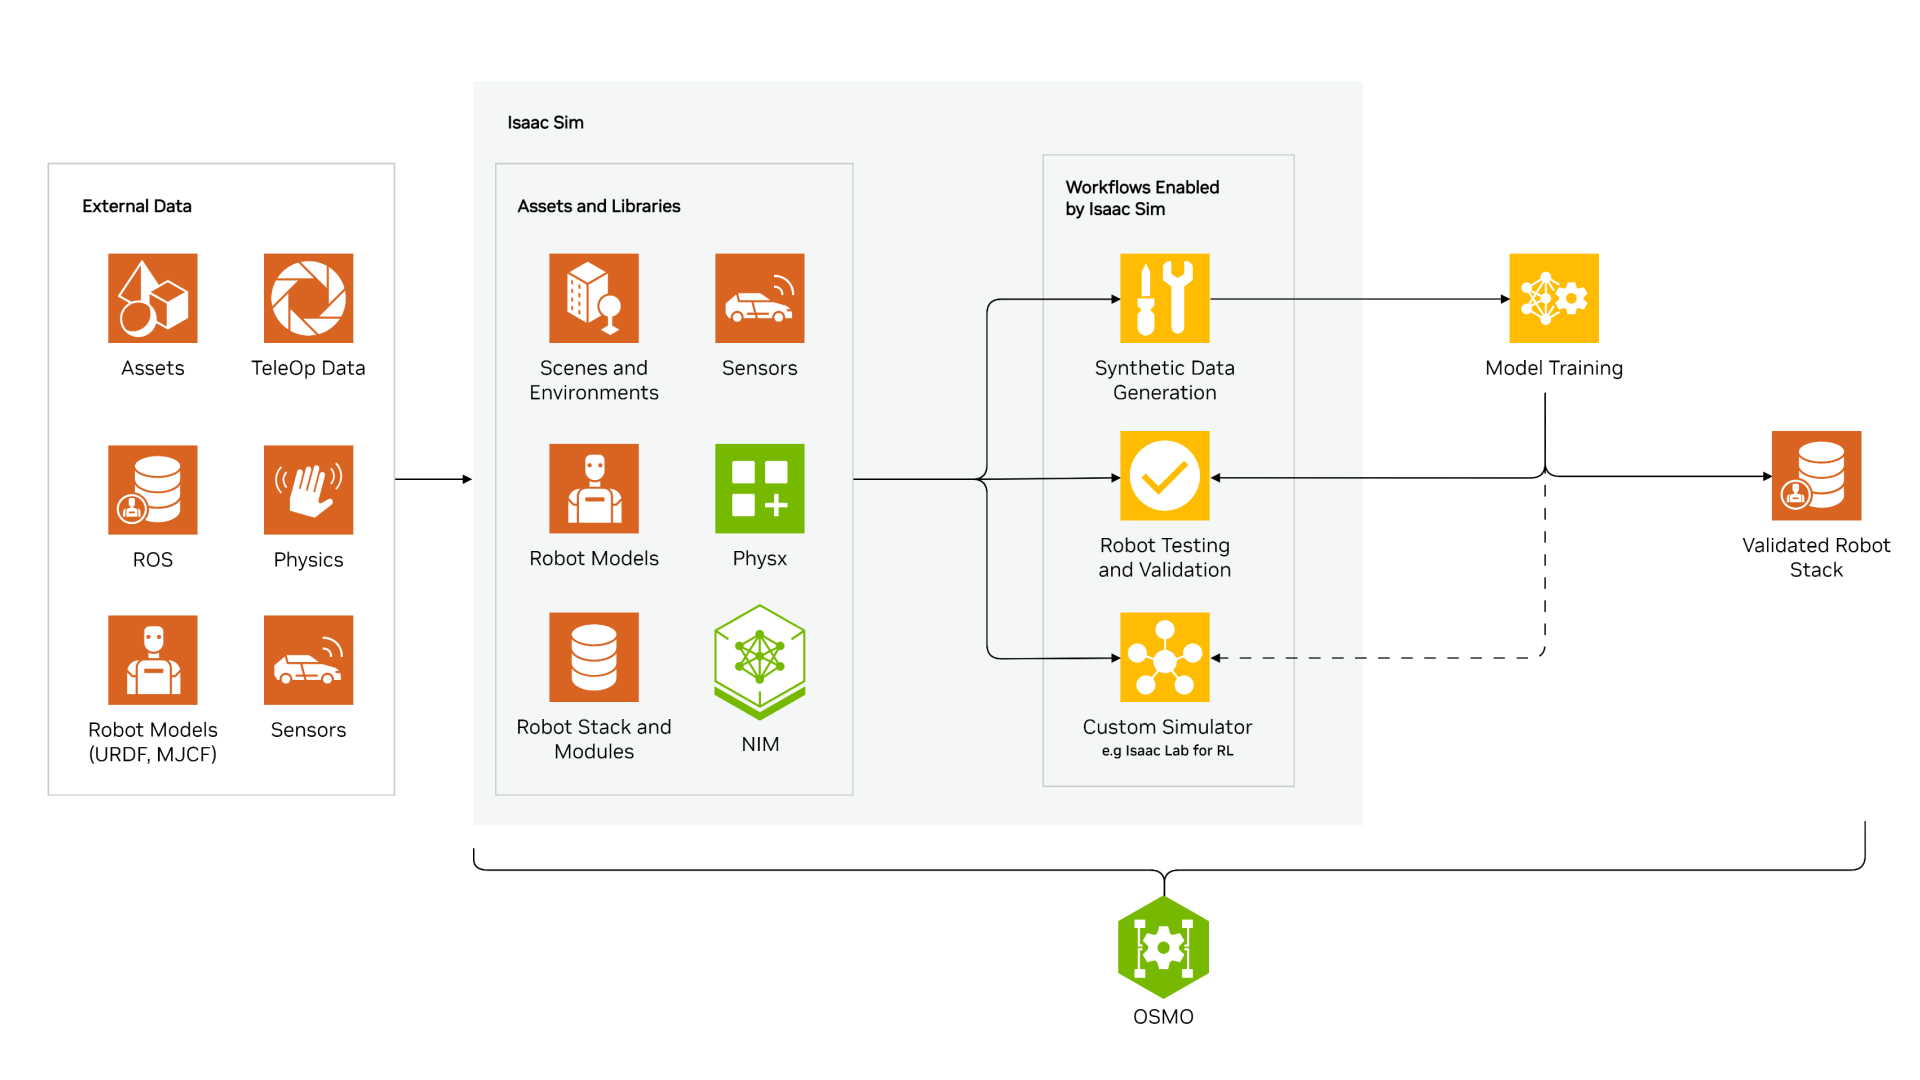 Isaac Sim
External Data
Assets
TeleOp Data
ROS
Physics
Robot Models
(URDF, MJCF)
Sensors
Assets and Libraries
Scenes and
Environments
Sensors
Robot Models
Physx
Robot Stack and
Modules
NIM
Workflows Enabled
by Isaac Sim
Synthetic Data
Generation
Robot Testing
and Validation
Custom Simulator
e.g Isaac Lab for RL
Model Training
Validated Robot
Stack
OSMO